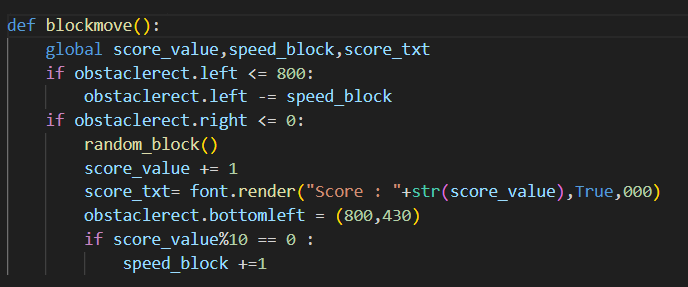 def blockmove():
    global score_value,speed_block,score_txt
    if obstaclerect.left <= 800:
        obstaclerect.left -= speed_block
    if obstaclerect.right <= 0:
        random_block()
        score_value += 1
        score_txt= font.render("Score : "+str(score_value),True,000)
        obstaclerect.bottomleft = (800,430)
        if score_value%10 == 0 :
            speed_block +=1